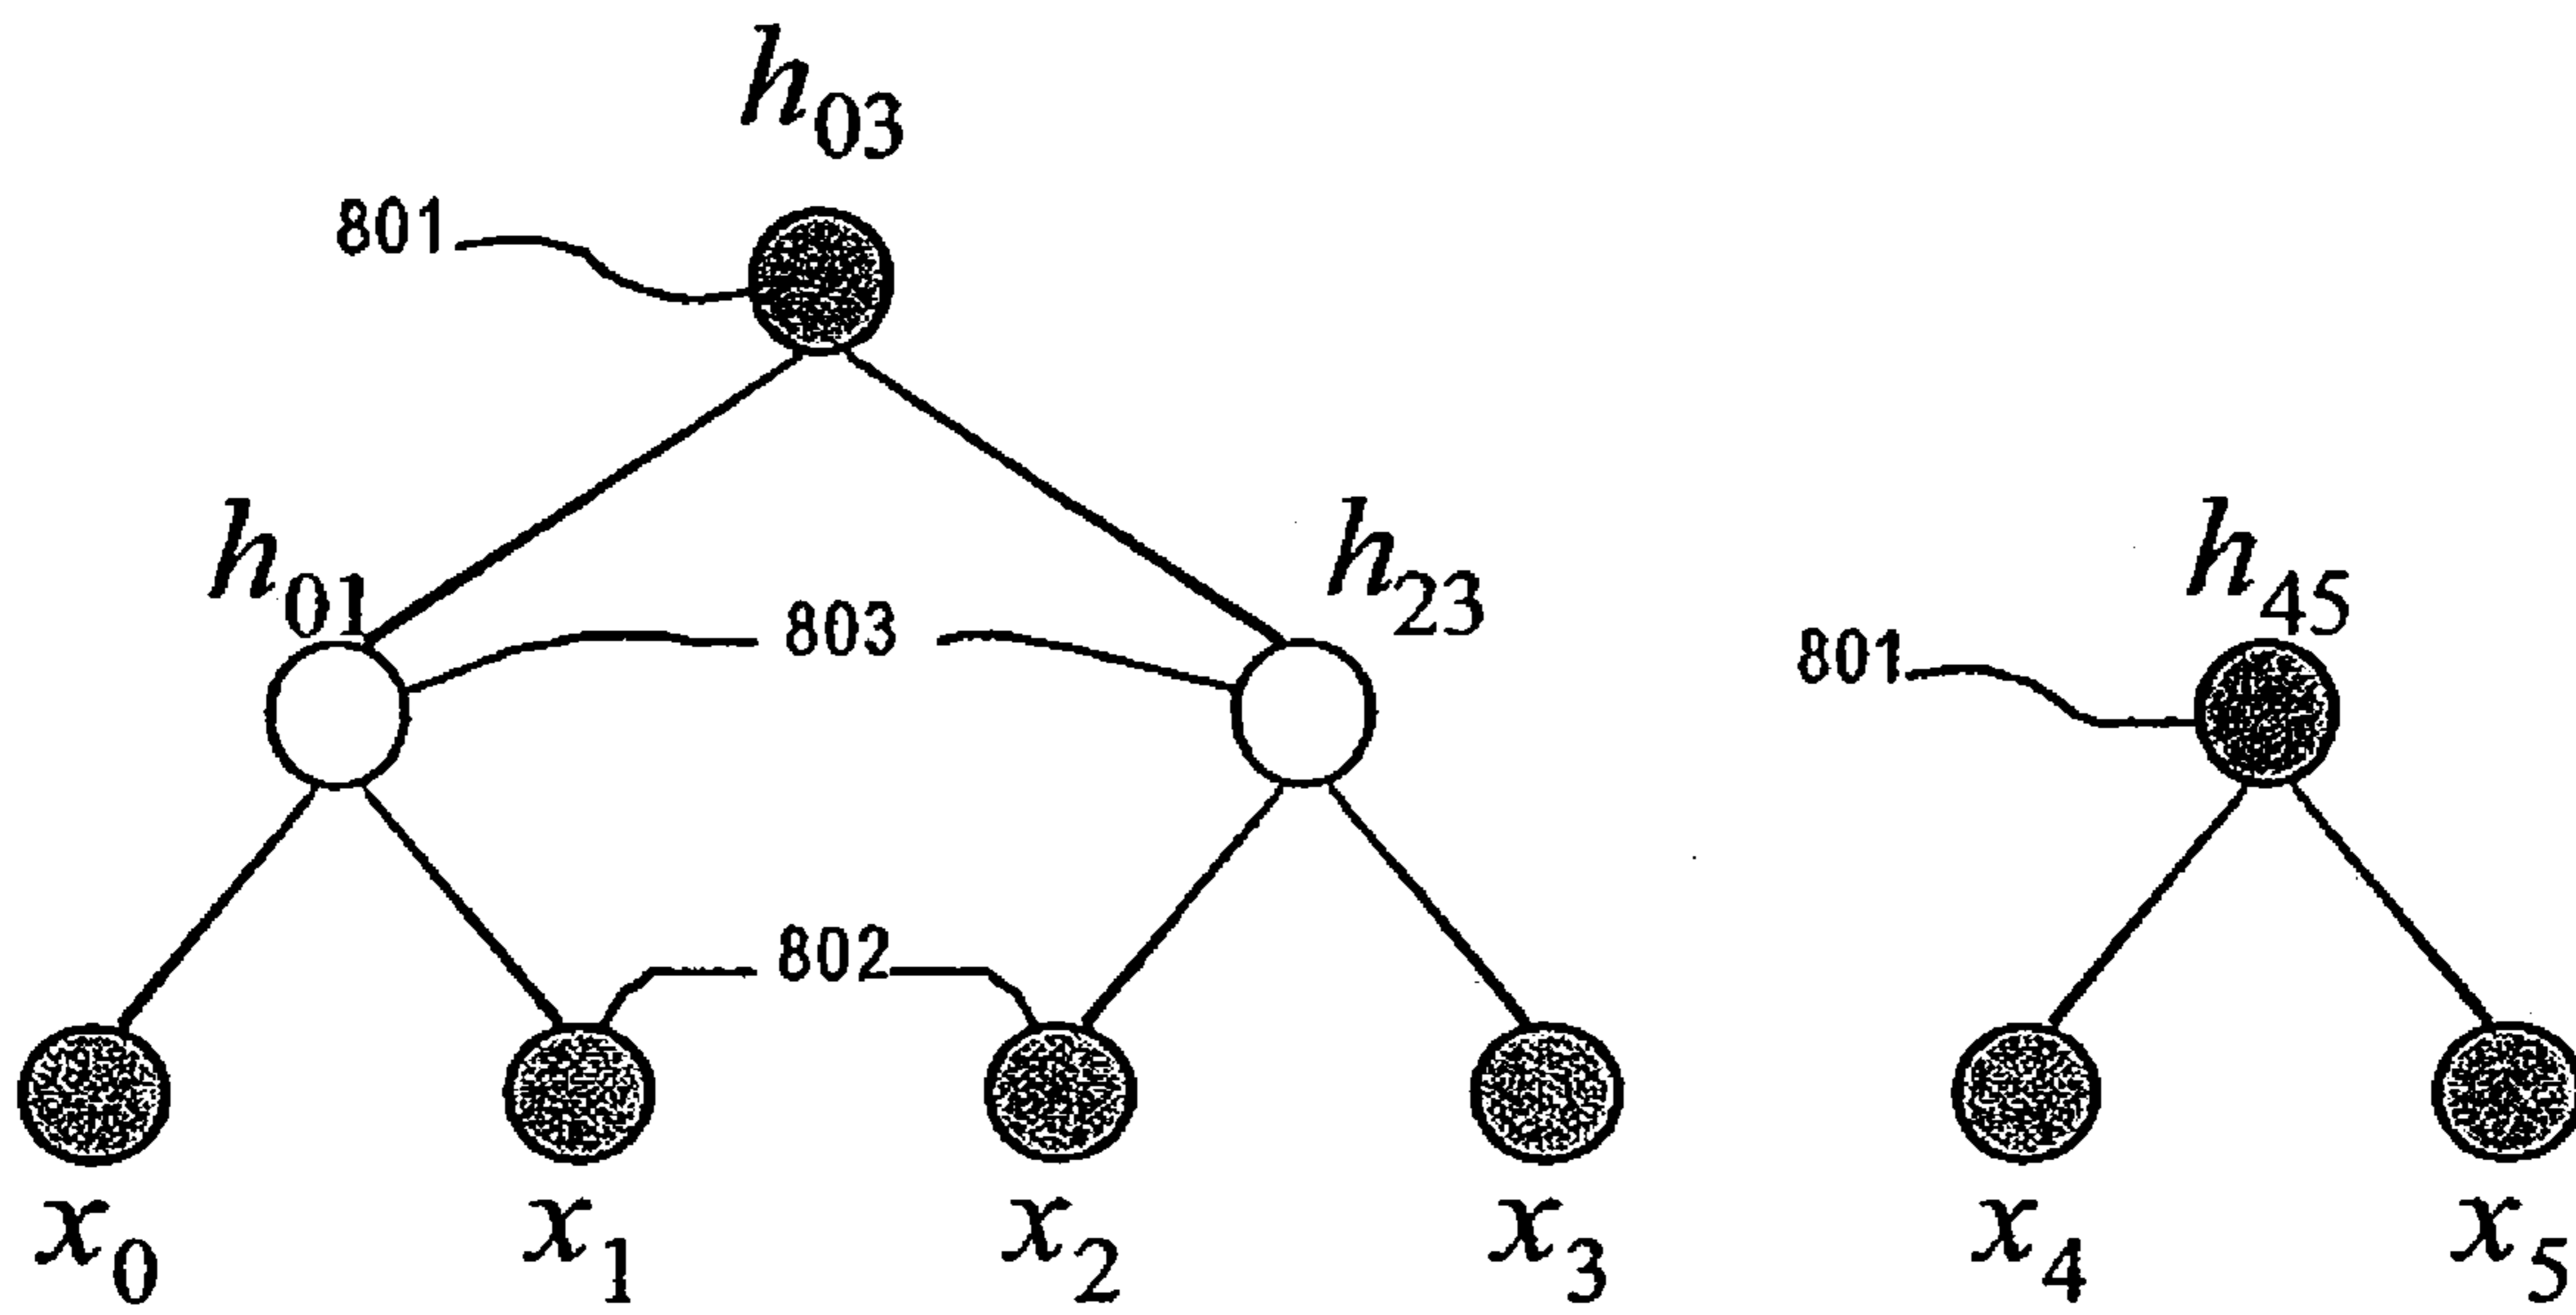 h₀₃
801
h₀₁
803
h₂₃
h₄₅
801
802
x₀
x₁
x₂
x₃
x₄
x₅